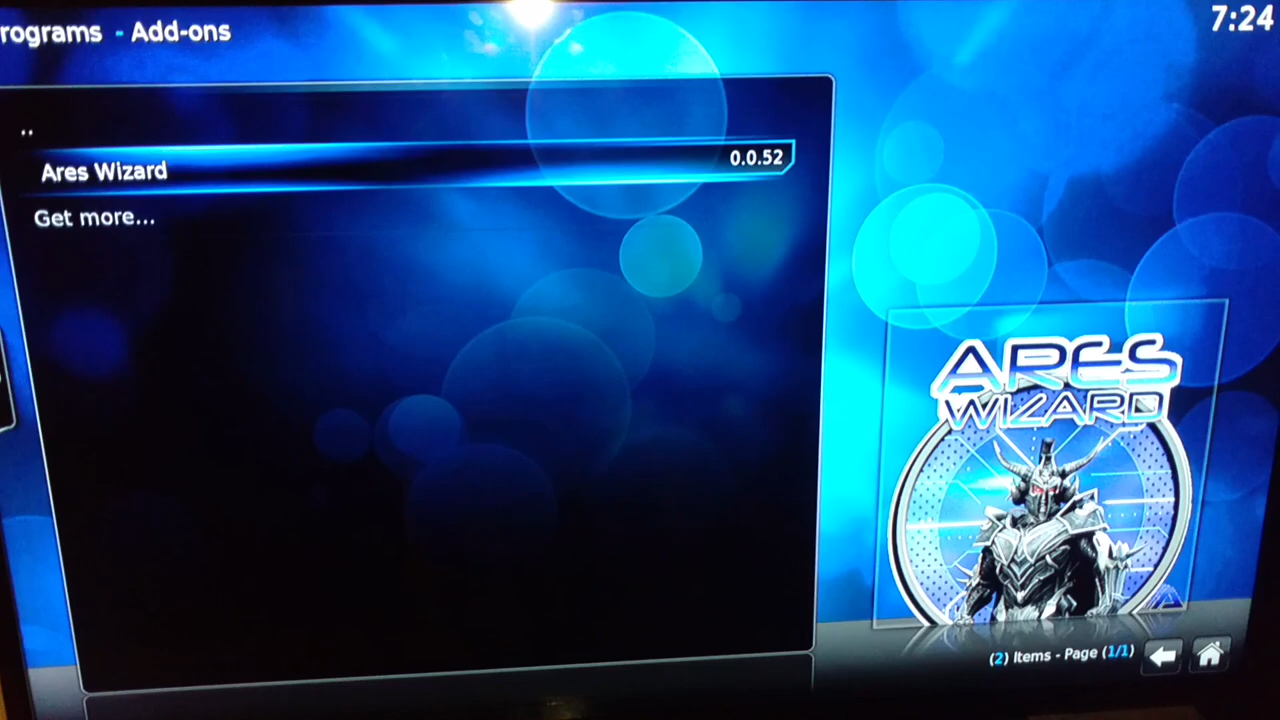 rograms - Add-ons
7:24
..
Ares Wizard 0.0.52
Get more...
ARES
WIZARD
(2) Items - Page (1/1)